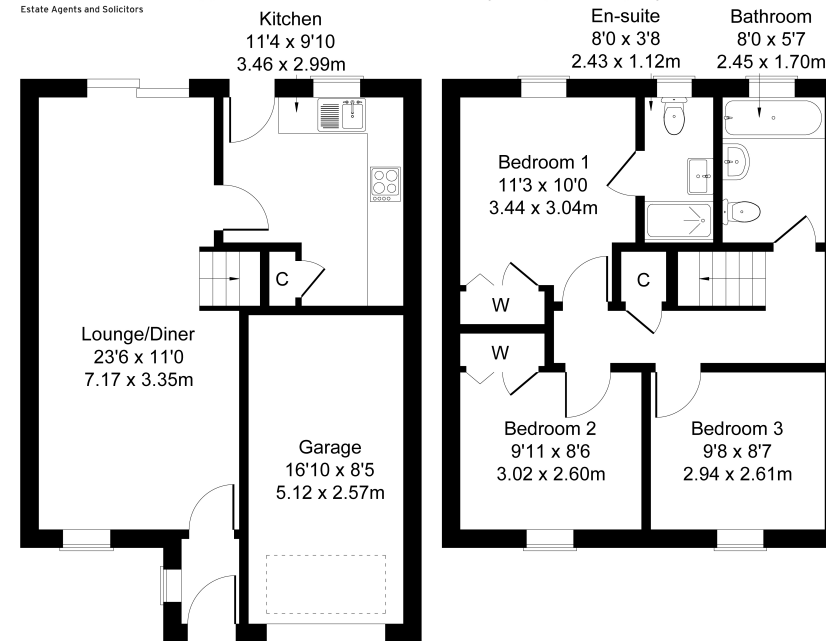 Estate Agents and Solicitors
Kitchen
11'4 x 9'10
3.46 x 2.99m
En-suite
8'0 x 3'8
2.43 x 1.12m
Bathroom
8'0 x 5'7
2.45 x 1.70m
Bedroom 1
11'3 x 10'0
3.44 x 3.04m
C
C
W
W
Lounge/Diner
23'6 x 11'0
7.17 x 3.35m
Garage
16'10 x 8'5
5.12 x 2.57m
Bedroom 2
9'11 x 8'6
3.02 x 2.60m
Bedroom 3
9'8 x 8'7
2.94 x 2.61m